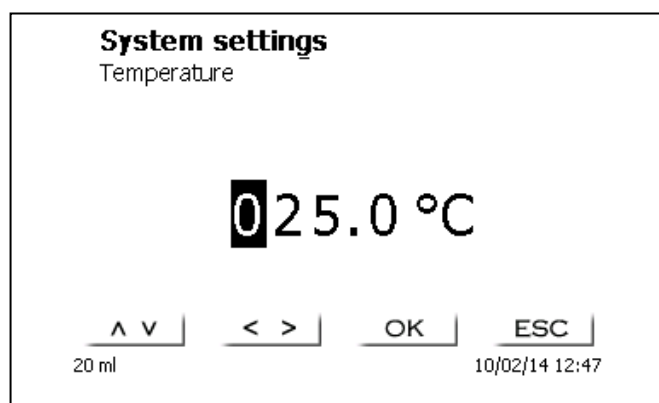 System settings
Temperature
025.0 °C
∧ ∨ < > OK ESC
20 ml 10/02/14 12:47